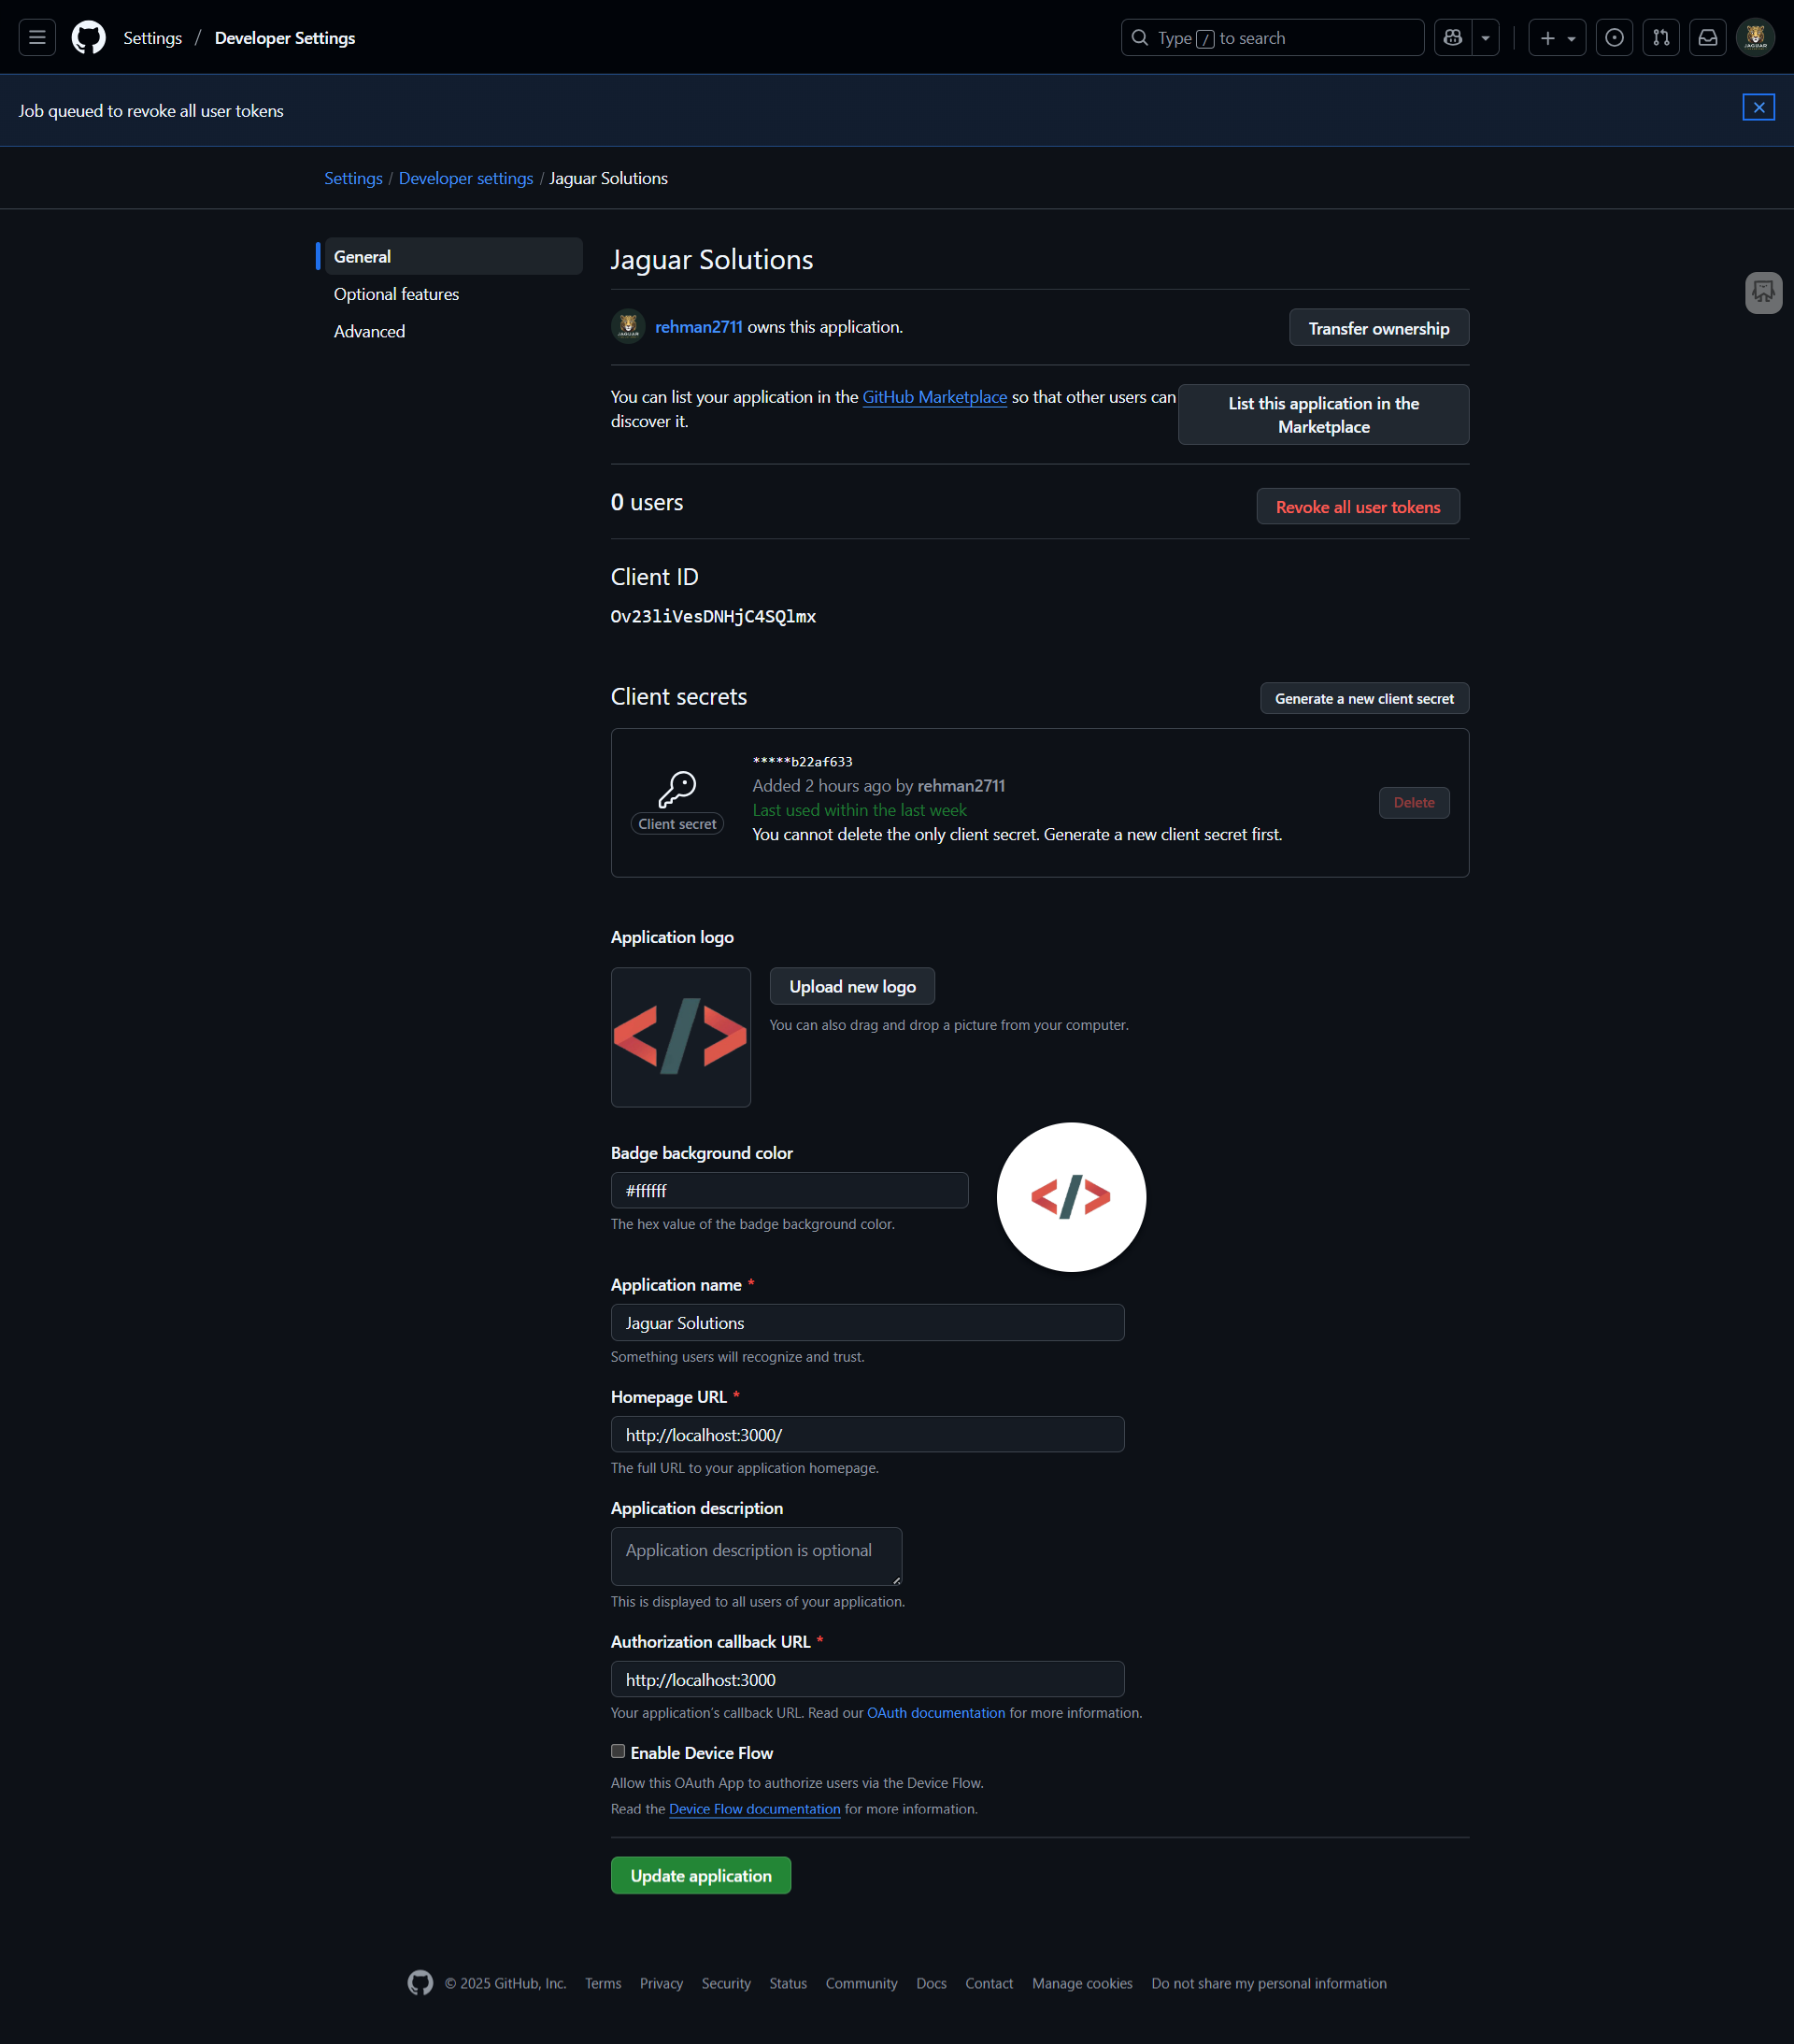 Settings / Developer Settings
Type / to search
Job queued to revoke all user tokens
Settings / Developer settings / Jaguar Solutions
General
Optional features
Advanced
Jaguar Solutions
rehman2711 owns this application.
Transfer ownership
You can list your application in the GitHub Marketplace so that other users can
discover it.
List this application in the
Marketplace
0 users
Revoke all user tokens
Client ID
Ov23liVesDNHjC4SQlmx
Client secrets
Generate a new client secret
*****b22af633
Added 2 hours ago by rehman2711
Last used within the last week
You cannot delete the only client secret. Generate a new client secret first.
Client secret
Delete
Application logo
Upload new logo
You can also drag and drop a picture from your computer.
Badge background color
#ffffff
The hex value of the badge background color.
Application name *
Jaguar Solutions
Something users will recognize and trust.
Homepage URL *
http://localhost:3000/
The full URL to your application homepage.
Application description
Application description is optional
This is displayed to all users of your application.
Authorization callback URL *
http://localhost:3000
Your application's callback URL. Read our OAuth documentation for more information.
Enable Device Flow
Allow this OAuth App to authorize users via the Device Flow.
Read the Device Flow documentation for more information.
Update application
© 2025 GitHub, Inc. Terms Privacy Security Status Community Docs Contact Manage cookies Do not share my personal information